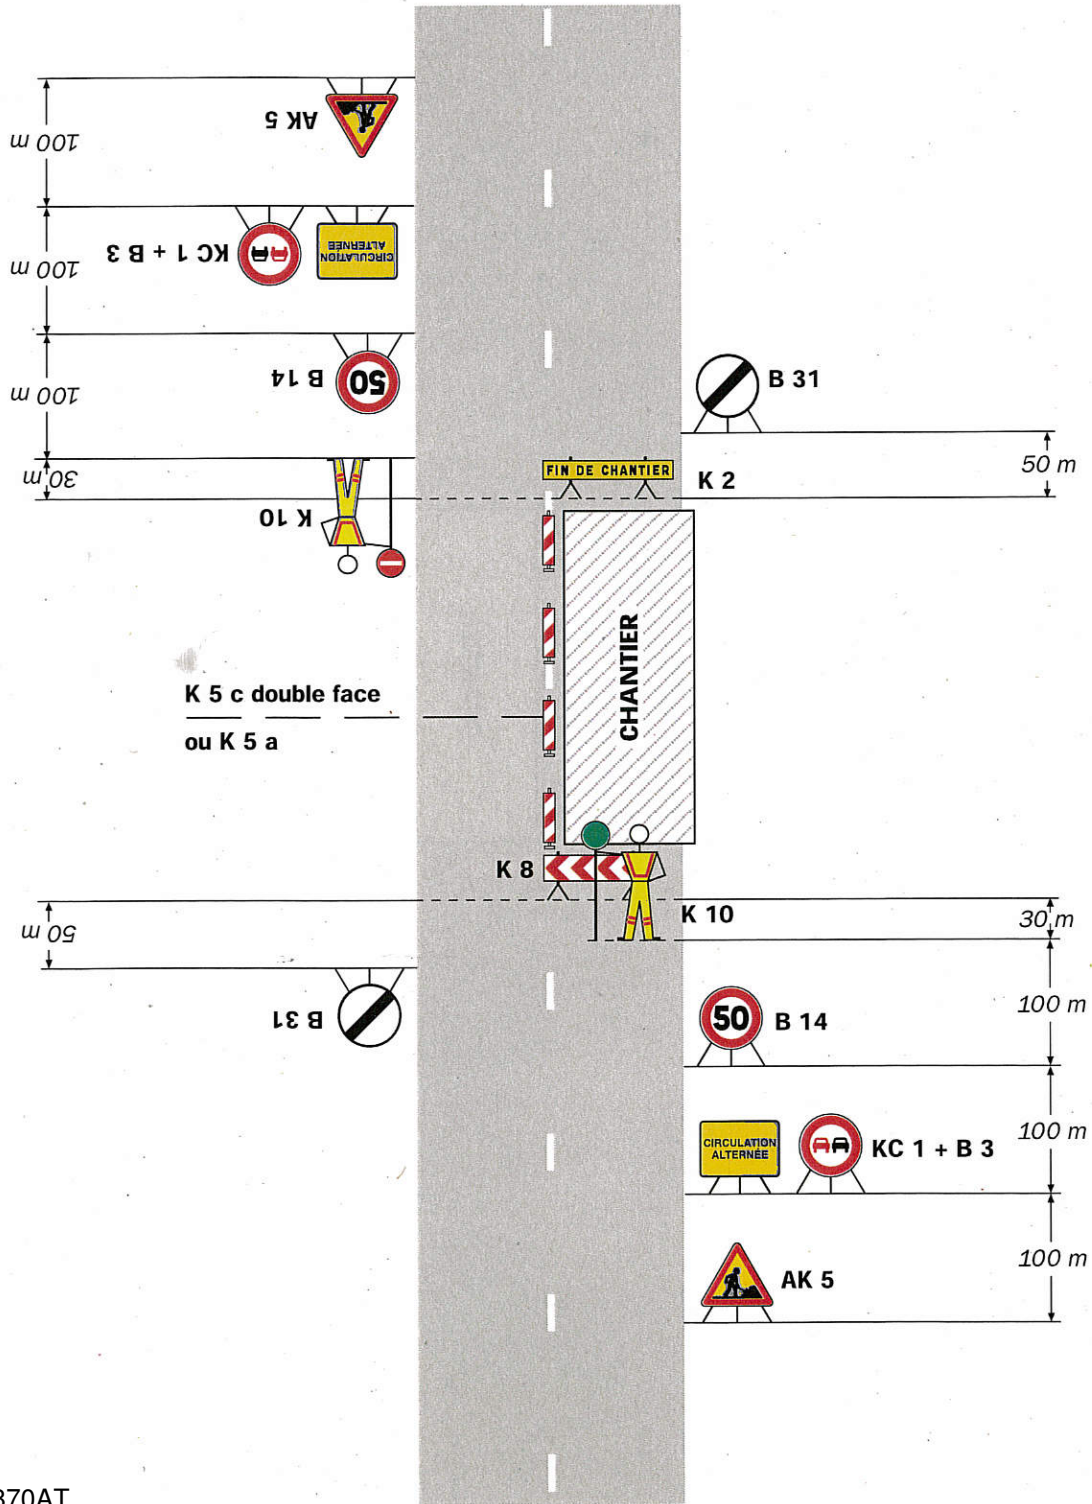 AK 5
100 m
KC 1 + B 3
CIRCULATION
ALTERNÉE
100 m
B 14
50
100 m
B 31
30 m
FIN DE CHANTIER
K 2
50 m
K 10
CHANTIER
K 5 c double face
ou K 5 a
K 8
K 10
30 m
50 m
B 31
50
B 14
100 m
CIRCULATION
ALTERNÉE
KC 1 + B 3
100 m
AK 5
100 m
370AT